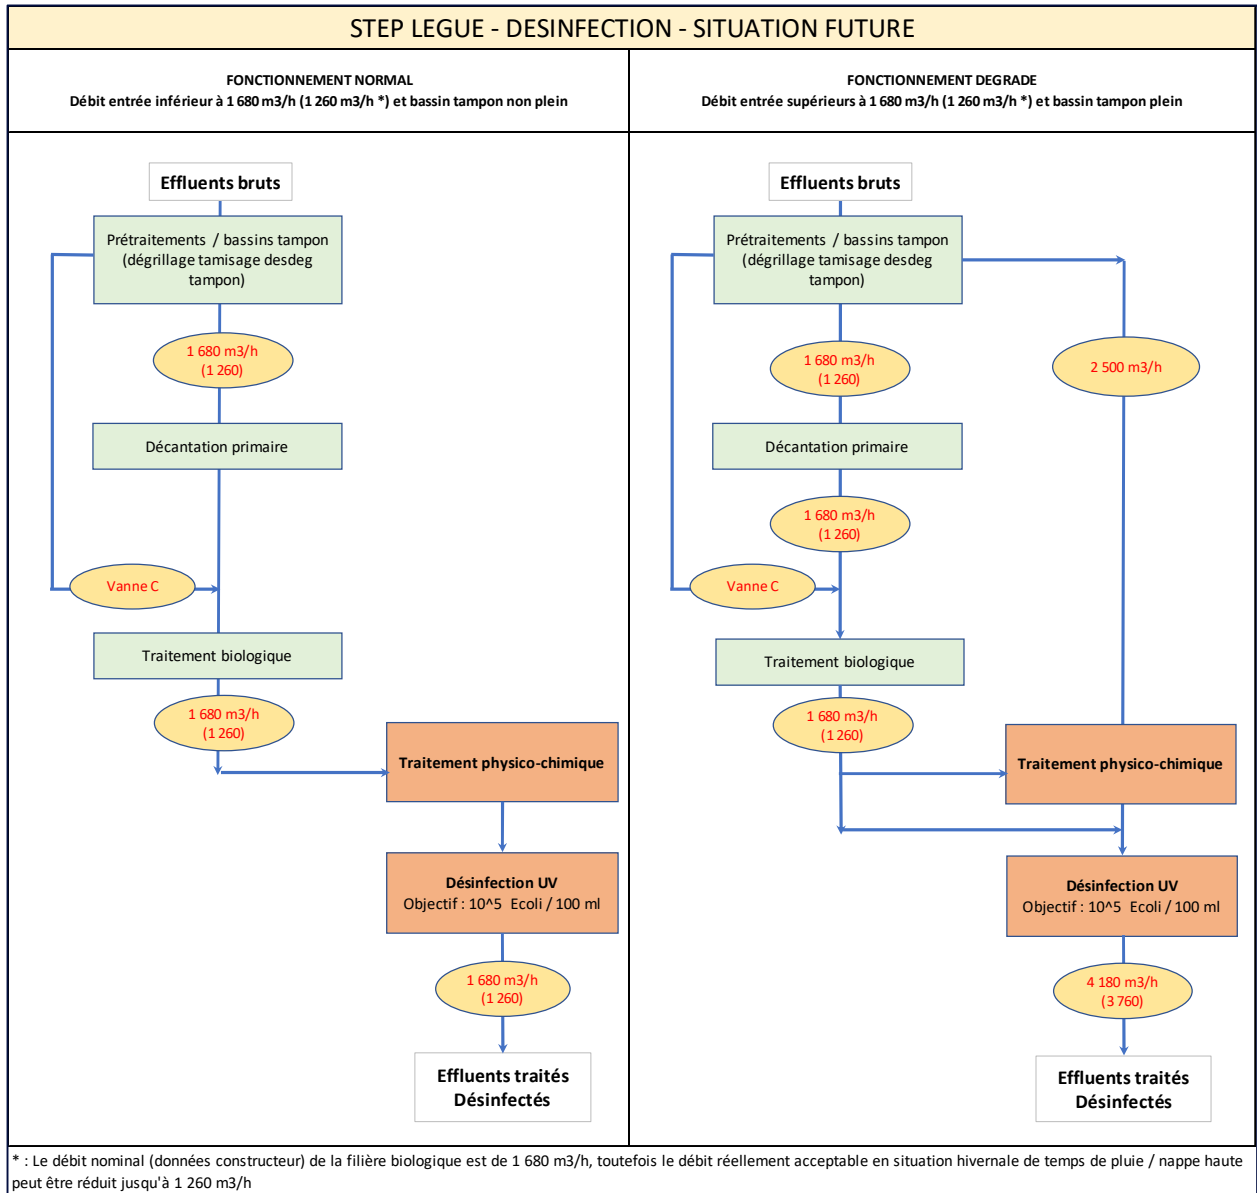 STEP LEGUE - DESINFECTION - SITUATION FUTURE
FONCTIONNEMENT NORMAL
Débit entrée inférieur à 1 680 m3/h (1 260 m3/h *) et bassin tampon non plein
Effluents bruts
Prétraitements / bassins tampon
(dégrillage tamisage desdeg
tampon)
1 680 m3/h
(1 260)
Décantation primaire
Vanne C
Traitement biologique
1 680 m3/h
(1 260)
Traitement physico-chimique
Désinfection UV
Objectif : 10^5 Ecoli / 100 ml
1 680 m3/h
(1 260)
Effluents traités
Désinfectés
FONCTIONNEMENT DEGRADE
Débit entrée supérieurs à 1 680 m3/h (1 260 m3/h *) et bassin tampon plein
Effluents bruts
Prétraitements / bassins tampon
(dégrillage tamisage desdeg
tampon)
1 680 m3/h
(1 260)
2 500 m3/h
Décantation primaire
1 680 m3/h
(1 260)
Vanne C
Traitement biologique
1 680 m3/h
(1 260)
Traitement physico-chimique
Désinfection UV
Objectif : 10^5 Ecoli / 100 ml
4 180 m3/h
(3 760)
Effluents traités
Désinfectés
* : Le débit nominal (données constructeur) de la filière biologique est de 1 680 m3/h, toutefois le débit réellement acceptable en situation hivernale de temps de pluie / nappe haute
peut être réduit jusqu'à 1 260 m3/h